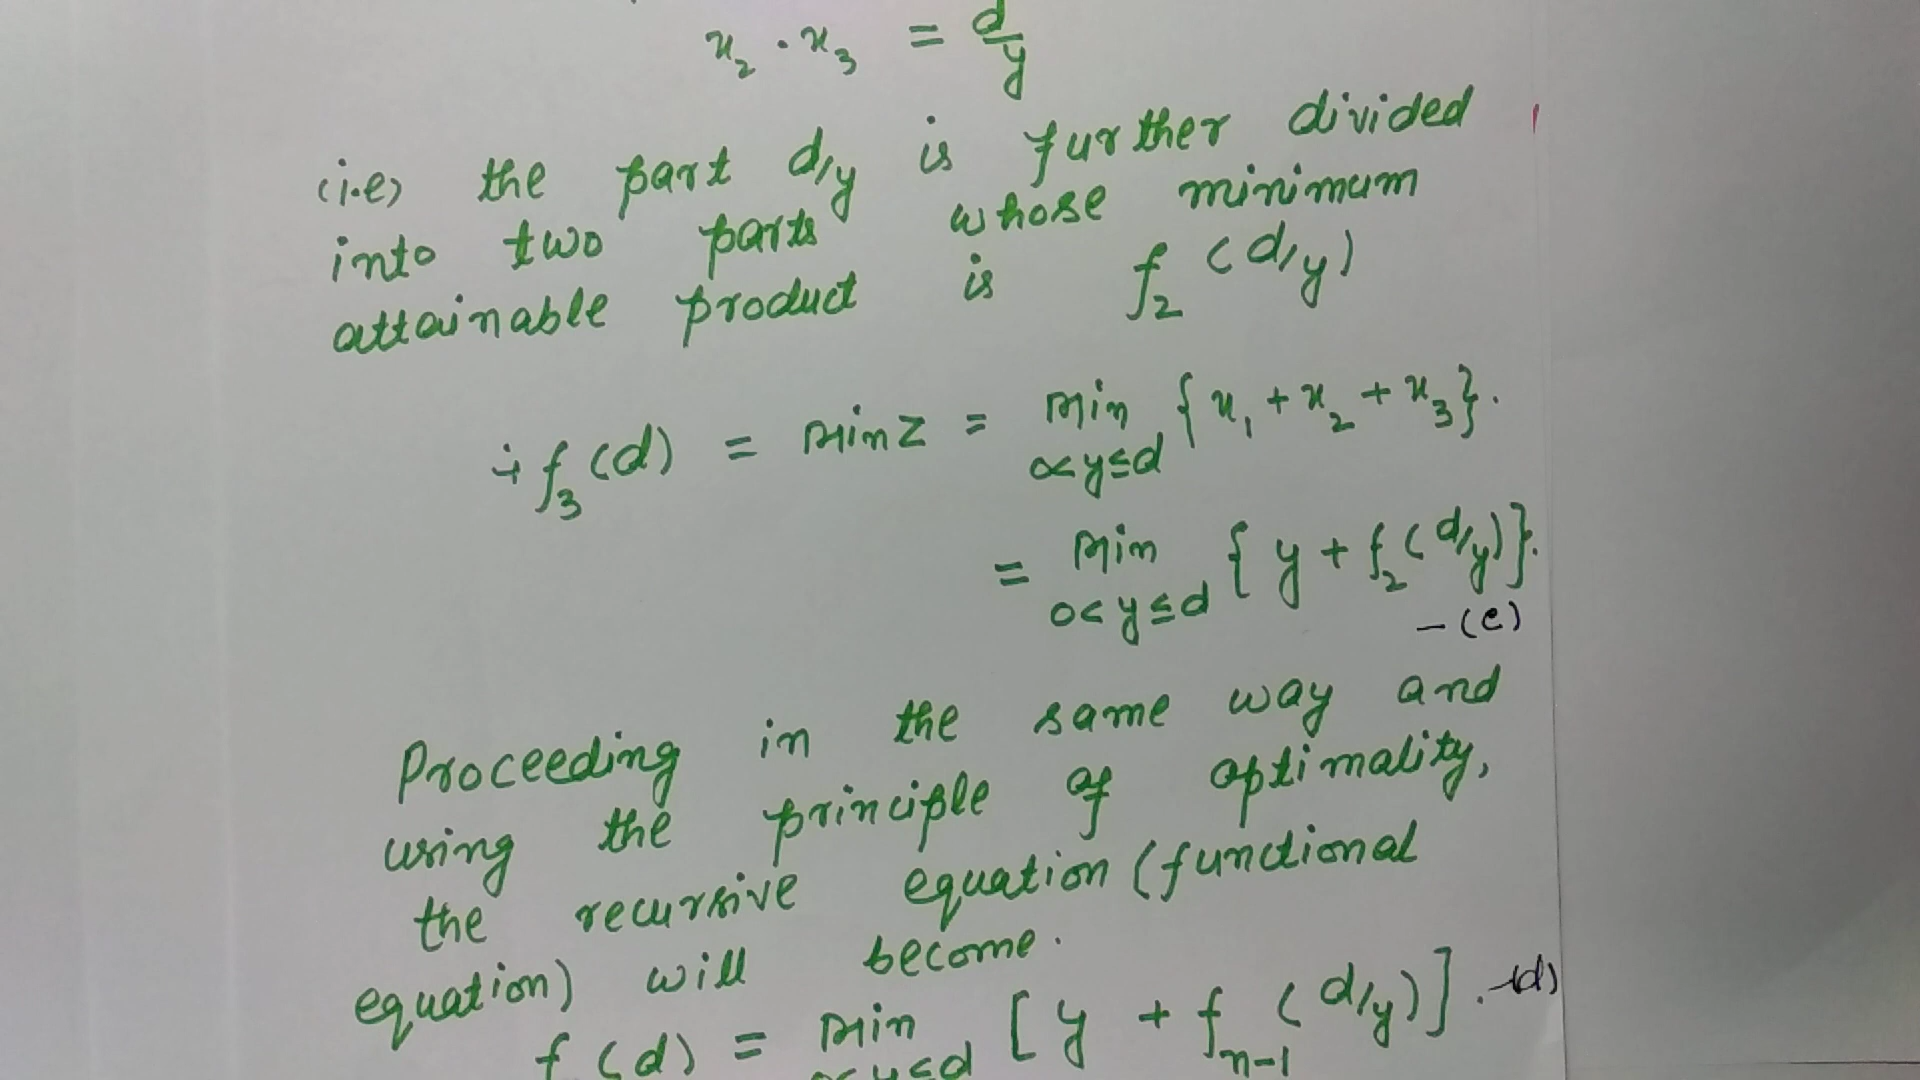 x₂ · x₃ = d/y
(i.e) the part d/y is further divided
into two parts whose minimum
attainable product is f₂ (d/y)
∴ f₃(d) = Min z = Min {x₁ + x₂ + x₃}.
0<y≤d
= Min { y + f₂(d/y)}.
0<y≤d
-(c)
Proceeding in the same way and
using the principle of optimality,
the recursive equation (functional
equation) will become.
f (d) = Min [y + fₙ₋₁ (d/y)]. -(d)
0<y≤d